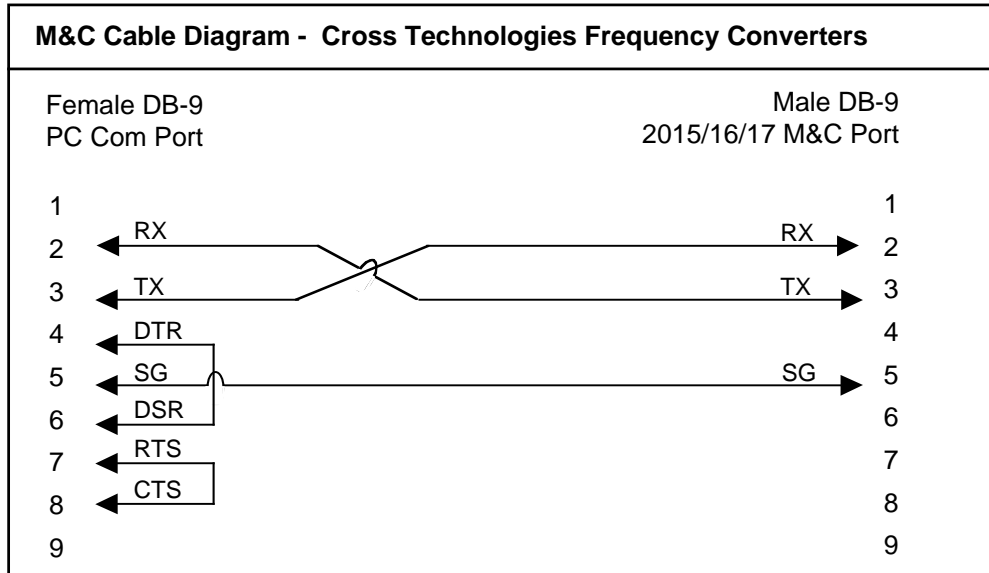 M&C Cable Diagram -  Cross Technologies Frequency Converters
Female DB-9
PC Com Port
Male DB-9
2015/16/17 M&C Port
1 1
2 RX RX 2
3 TX TX 3
4 DTR 4
5 SG SG 5
6 DSR 6
7 RTS 7
8 CTS 8
9 9